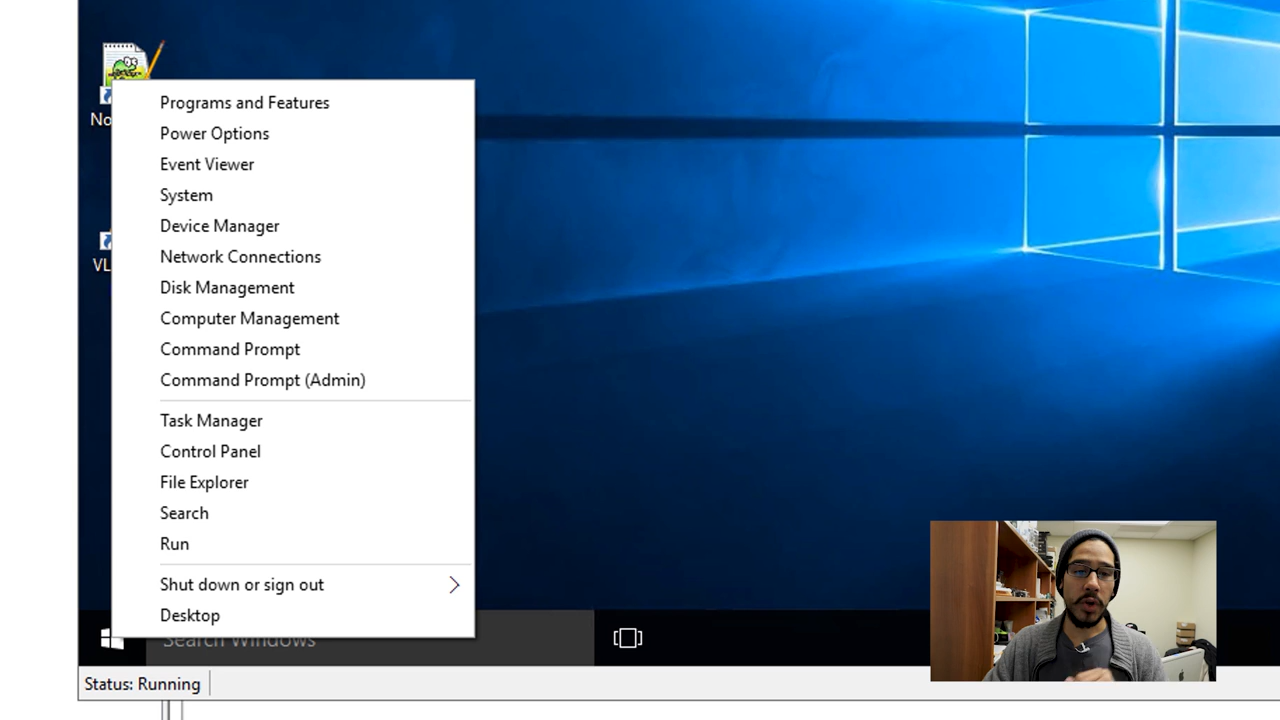 No
VL
Programs and Features
Power Options
Event Viewer
System
Device Manager
Network Connections
Disk Management
Computer Management
Command Prompt
Command Prompt (Admin)
Task Manager
Control Panel
File Explorer
Search
Run
Shut down or sign out
Desktop
Search Windows
Status: Running